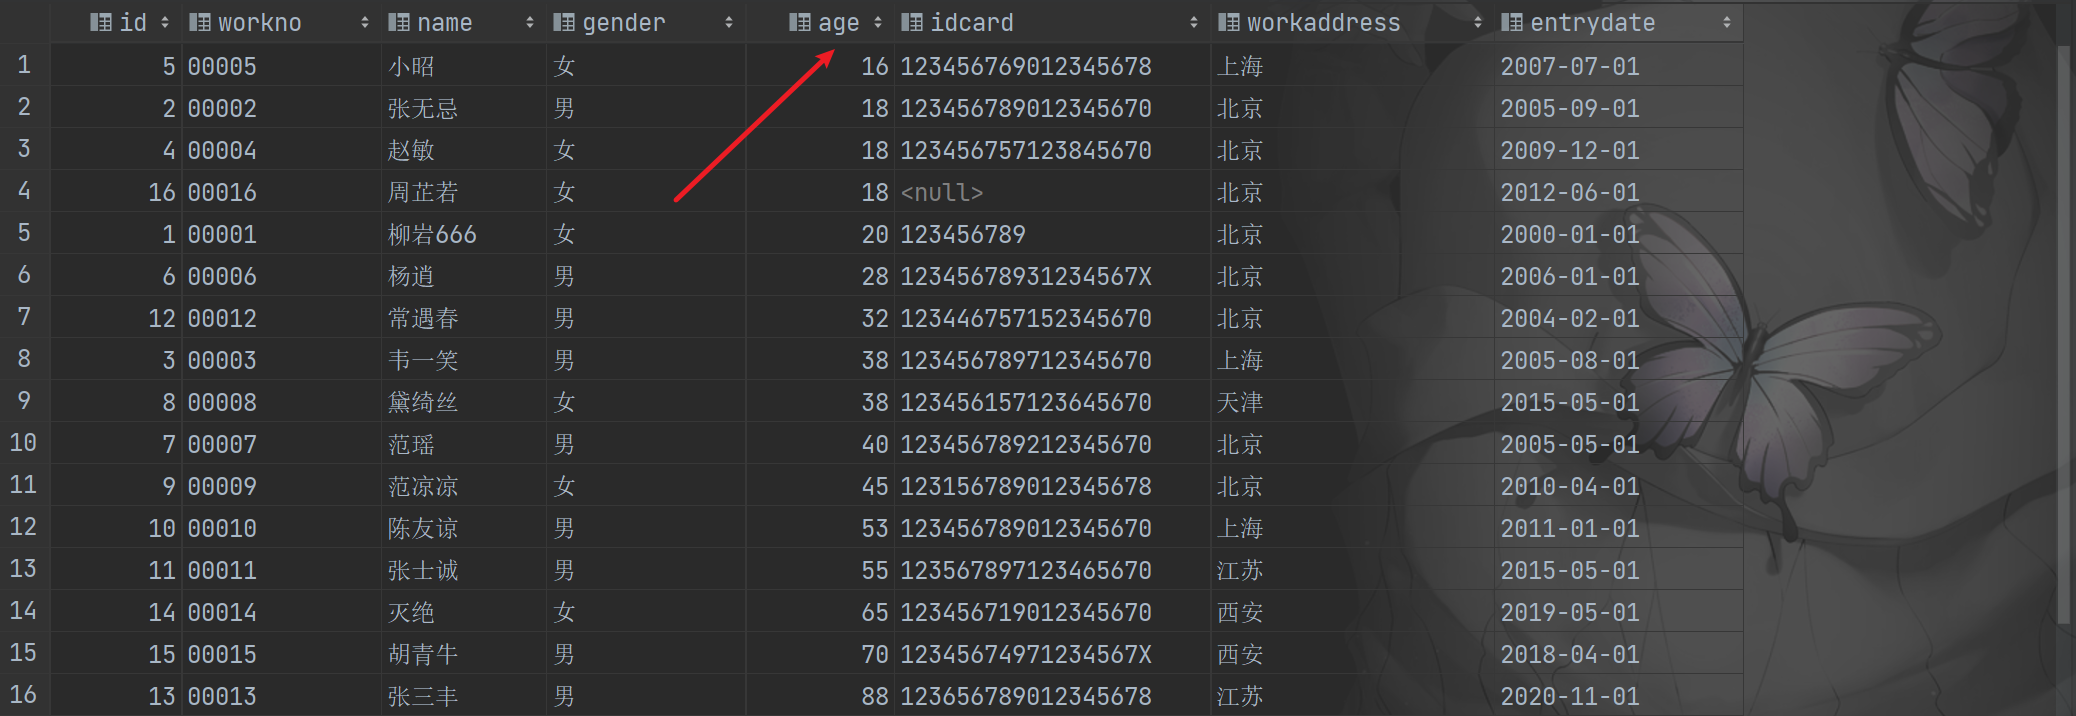 id workno name gender age idcard workaddress entrydate
1 5 00005 小昭 女 16 123456769012345678 上海 2007-07-01
2 2 00002 张无忌 男 18 123456789012345670 北京 2005-09-01
3 4 00004 赵敏 女 18 123456757123845670 北京 2009-12-01
4 16 00016 周芷若 女 18 <null> 北京 2012-06-01
5 1 00001 柳岩666 女 20 123456789 北京 2000-01-01
6 6 00006 杨逍 男 28 12345678931234567X 北京 2006-01-01
7 12 00012 常遇春 男 32 123446757152345670 北京 2004-02-01
8 3 00003 韦一笑 男 38 123456789712345670 上海 2005-08-01
9 8 00008 黛绮丝 女 38 123456157123645670 天津 2015-05-01
10 7 00007 范瑶 男 40 123456789212345670 北京 2005-05-01
11 9 00009 范凉凉 女 45 123156789012345678 北京 2010-04-01
12 10 00010 陈友谅 男 53 123456789012345670 上海 2011-01-01
13 11 00011 张士诚 男 55 123567897123465670 江苏 2015-05-01
14 14 00014 灭绝 女 65 123456719012345670 西安 2019-05-01
15 15 00015 胡青牛 男 70 12345674971234567X 西安 2018-04-01
16 13 00013 张三丰 男 88 123656789012345678 江苏 2020-11-01